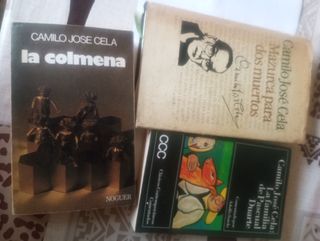 CAMILO JOSE CELA
la colmena
NOGUER
Camilo José Cela
Mazurca para
dos muertos
COC
Camilo José Cela:
La familia
de Pascual
Duarte